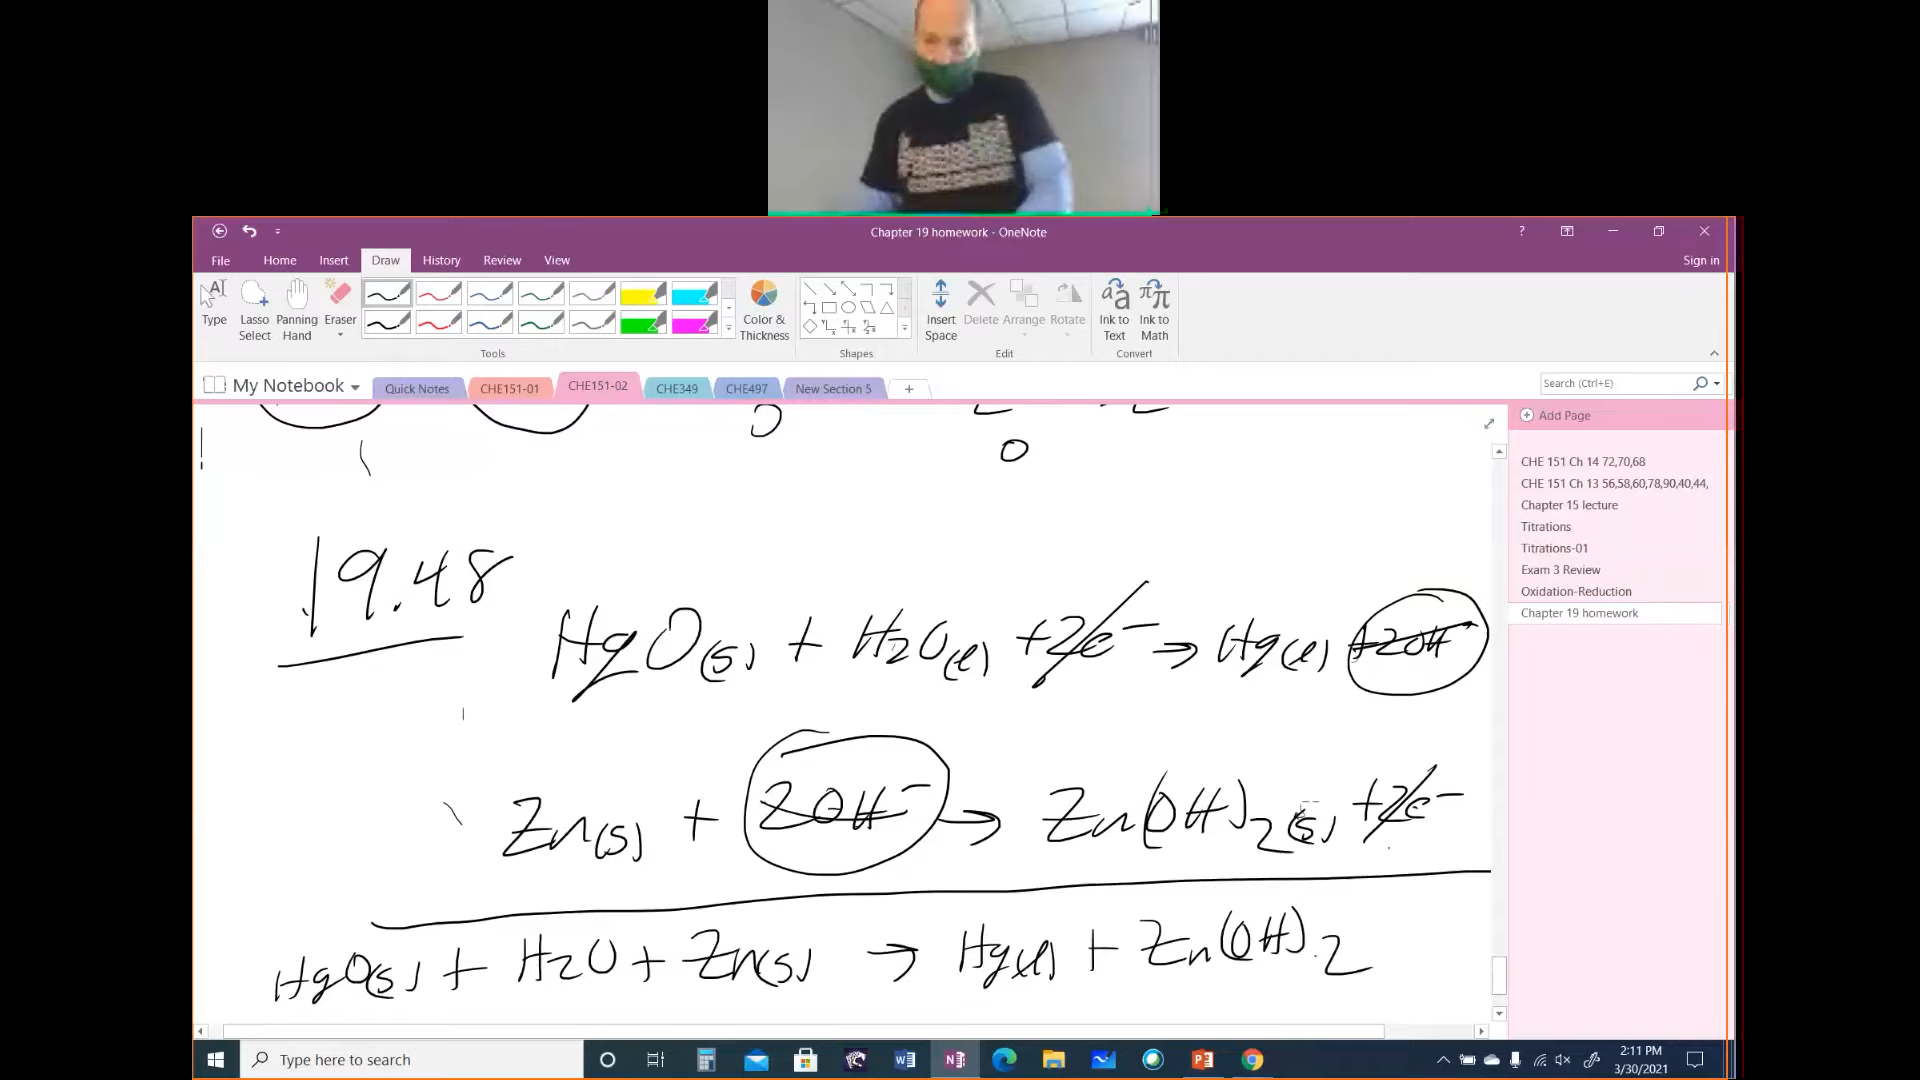 Chapter 19 homework - OneNote
?
File Home Insert Draw History Review View Sign in
Type
Lasso Select
Panning Hand
Eraser
Color & Thickness
Insert Space
Delete
Arrange
Rotate
Ink to Text
Ink to Math
Tools Shapes Edit Convert
My Notebook Quick Notes CHE151-01 CHE151-02 CHE349 CHE497 New Section 5 + Search (Ctrl+E)
Add Page
CHE 151 Ch 14 72,70,68
CHE 151 Ch 13 56,58,60,78,90,40,44,
Chapter 15 lecture
Titrations
Titrations-01
Exam 3 Review
Oxidation-Reduction
Chapter 19 homework
0
19.48
HgO(s) + H2O(l) + 2e- → Hg(l) + 2OH-
Zn(s) + 2OH- → Zn(OH)2(s) + 2e-
HgO(s) + H2O + Zn(s) → Hg(l) + Zn(OH)2
Type here to search
2:11 PM
3/30/2021